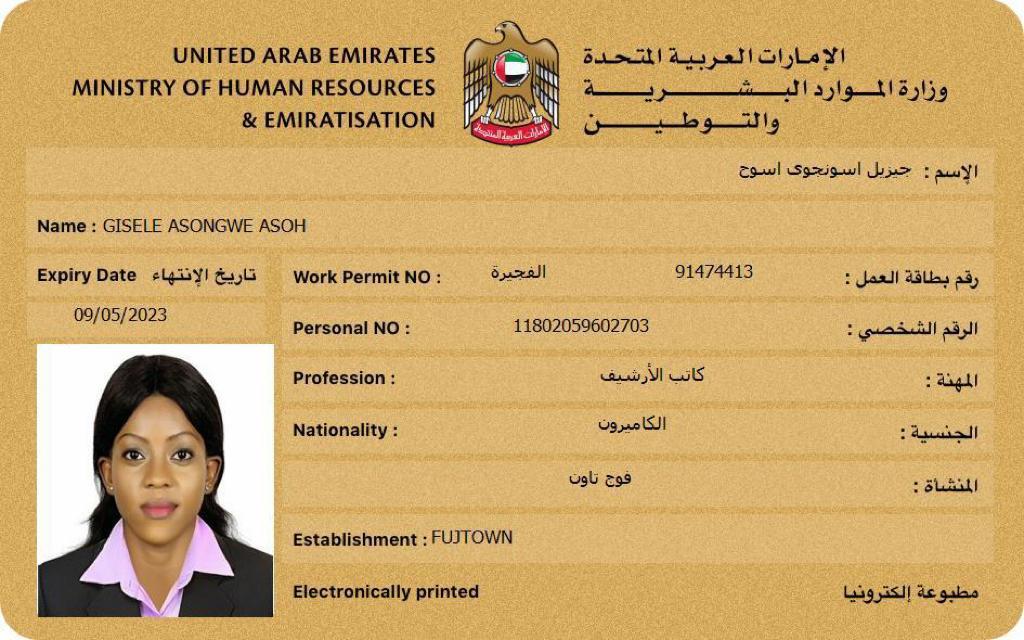 UNITED ARAB EMIRATES
MINISTRY OF HUMAN RESOURCES
& EMIRATISATION
الإمارات العربية المتحدة
وزارة الموارد البشرية
والتوطين
الإمارات العربية المتحدة
الإسم : جيزيل اسونجوى اسوح
Name : GISELE ASONGWE ASOH
Expiry Date تاريخ الإنتهاء
09/05/2023
Work Permit NO : الفجيرة 91474413 رقم بطاقة العمل :
Personal NO : 11802059602703 الرقم الشخصي :
Profession : كاتب الأرشيف المهنة :
Nationality : الكاميرون الجنسية :
فوج تاون المنشأة :
Establishment : FUJTOWN
Electronically printed مطبوعة إلكترونيا